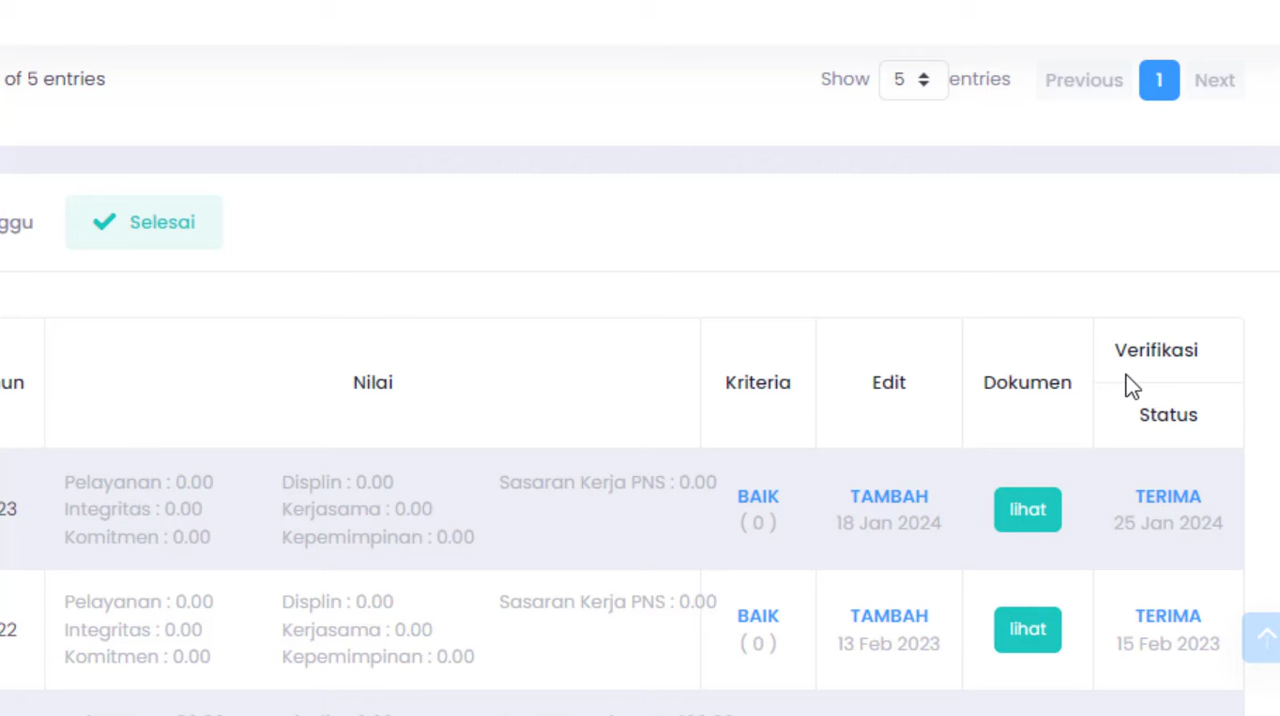 of 5 entries
Show 5 entries Previous 1 Next
ggu Selesai
un Nilai Kriteria Edit Dokumen Verifikasi
Status
Pelayanan : 0.00 Displin : 0.00 Sasaran Kerja PNS : 0.00 BAIK TAMBAH lihat TERIMA
23 Integritas : 0.00 Kerjasama : 0.00 ( 0 ) 18 Jan 2024 25 Jan 2024
Komitmen : 0.00 Kepemimpinan : 0.00
Pelayanan : 0.00 Displin : 0.00 Sasaran Kerja PNS : 0.00 BAIK TAMBAH lihat TERIMA
22 Integritas : 0.00 Kerjasama : 0.00 ( 0 ) 13 Feb 2023 15 Feb 2023
Komitmen : 0.00 Kepemimpinan : 0.00